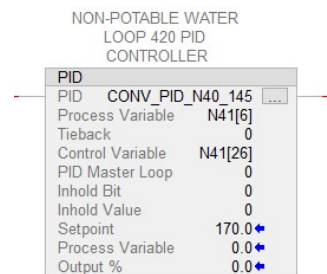 NON-POTABLE WATER
LOOP 420 PID
CONTROLLER
PID
PID CONV_PID_N40_145 ...
Process Variable N41[6]
Tieback 0
Control Variable N41[26]
PID Master Loop 0
Inhold Bit 0
Inhold Value 0
Setpoint 170.0
Process Variable 0.0
Output % 0.0